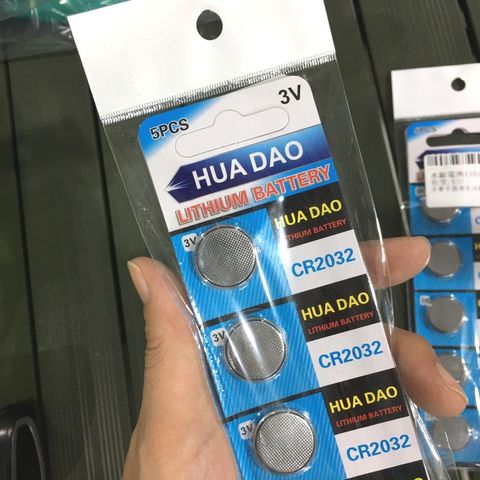 3V
5PCS
HUA DAO
LITHIUM BATTERY
HUA DAO
LITHIUM BATTERY
3V
CR2032
HUA DAO
LITHIUM BATTERY
3V
CR2032
HUA DAO
LITHIUM BATTERY
3V
CR2032